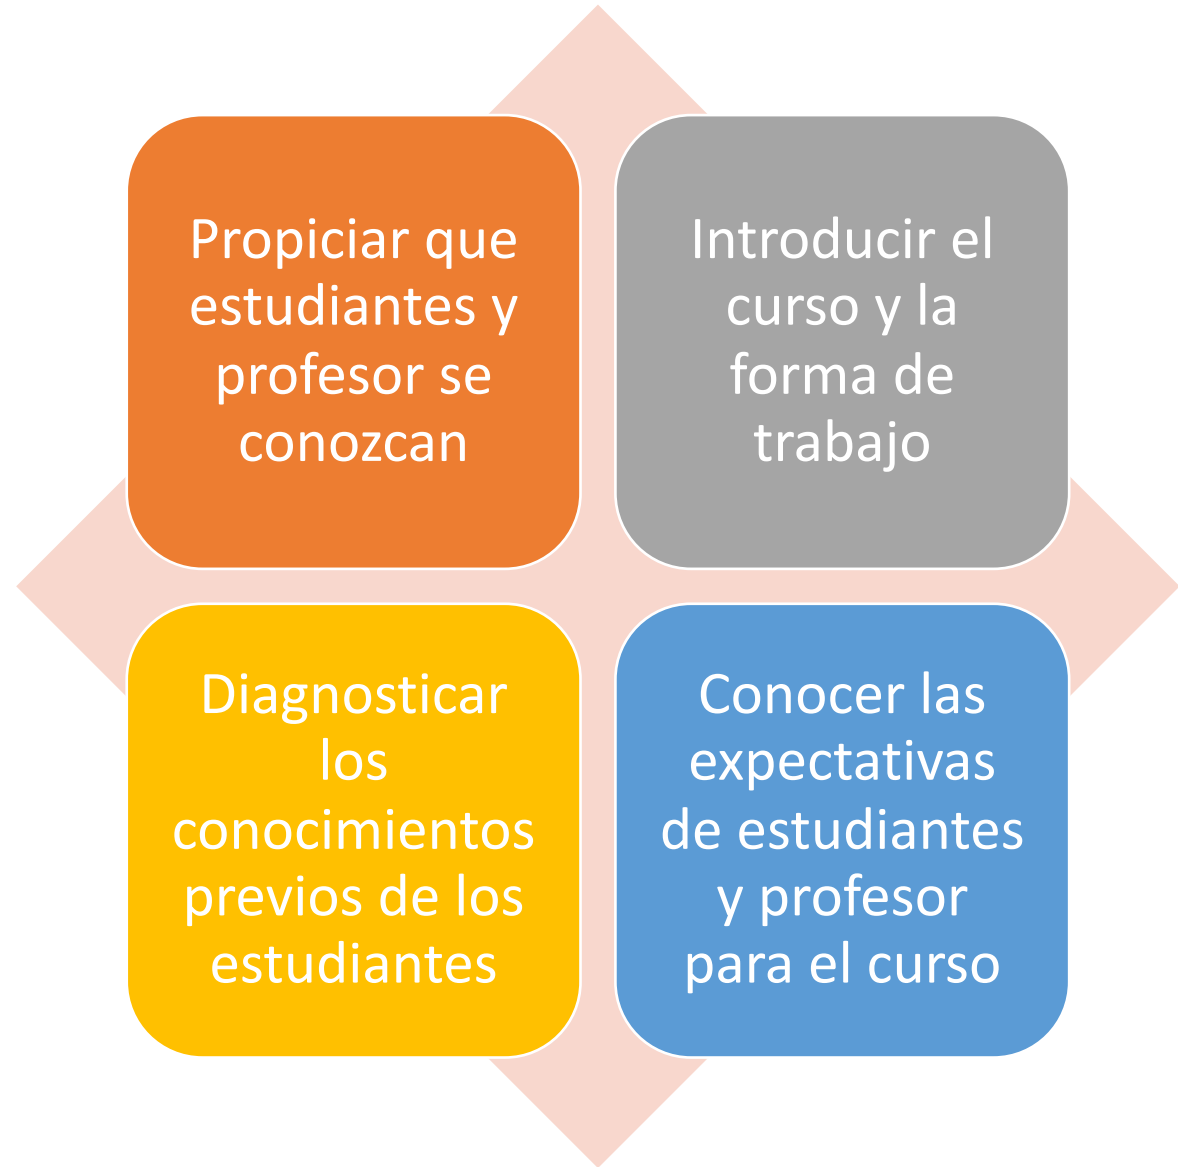 Propiciar que
estudiantes y
profesor se
conozcan
Introducir el
curso y la
forma de
trabajo
Diagnosticar
los
conocimientos
previos de los
estudiantes
Conocer las
expectativas
de estudiantes
y profesor
para el curso